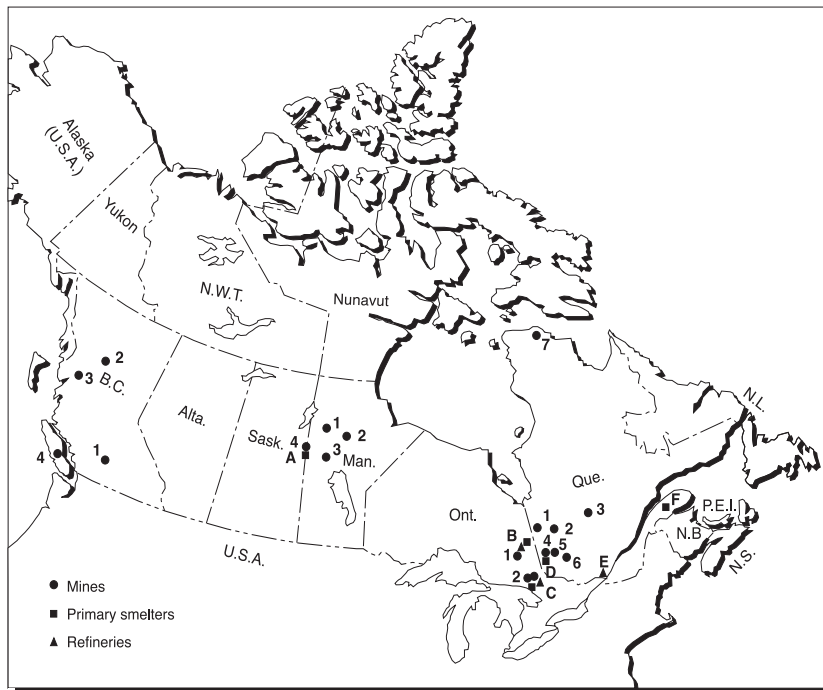 Alaska
(U.S.A.)
Yukon
N.W.T.
Nunavut
7
2
3
B.C.
4
1
Alta.
Sask.
1
2
4
A
3
Man.
N.L.
Que.
3
Ont.
1
2
F
P.E.I.
N.B
N.S.
B
4
5
1
6
D
E
2
C
U.S.A.
Mines
Primary smelters
Refineries